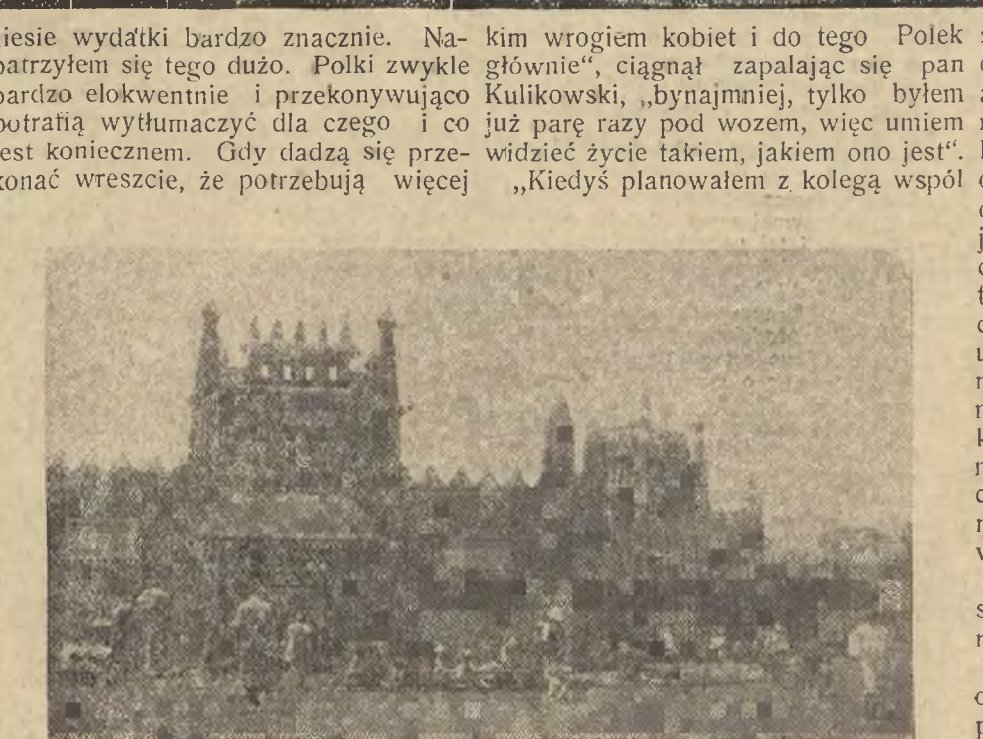 wydatki bardzo znacznie. Na-
patrzyłem się tego dużo. Polki zwykle
bardzo elokwentnie i przekonywująco
potrafią wytłumaczyć dla czego i co
jest koniecznem. Gdy dadzą się prze-
konać wreszcie, że potrzebują więcej
kim wrogiem kobiet i do tego Polek
głównie“, ciągnął zapalając się pan
Kulikowski, „bynajmniej, tylko byłem
już parę razy pod wozem, więc umiem
widzieć życie takiem, jakiem ono jest“.
„Kiedyś planowałem z kolegą wspól